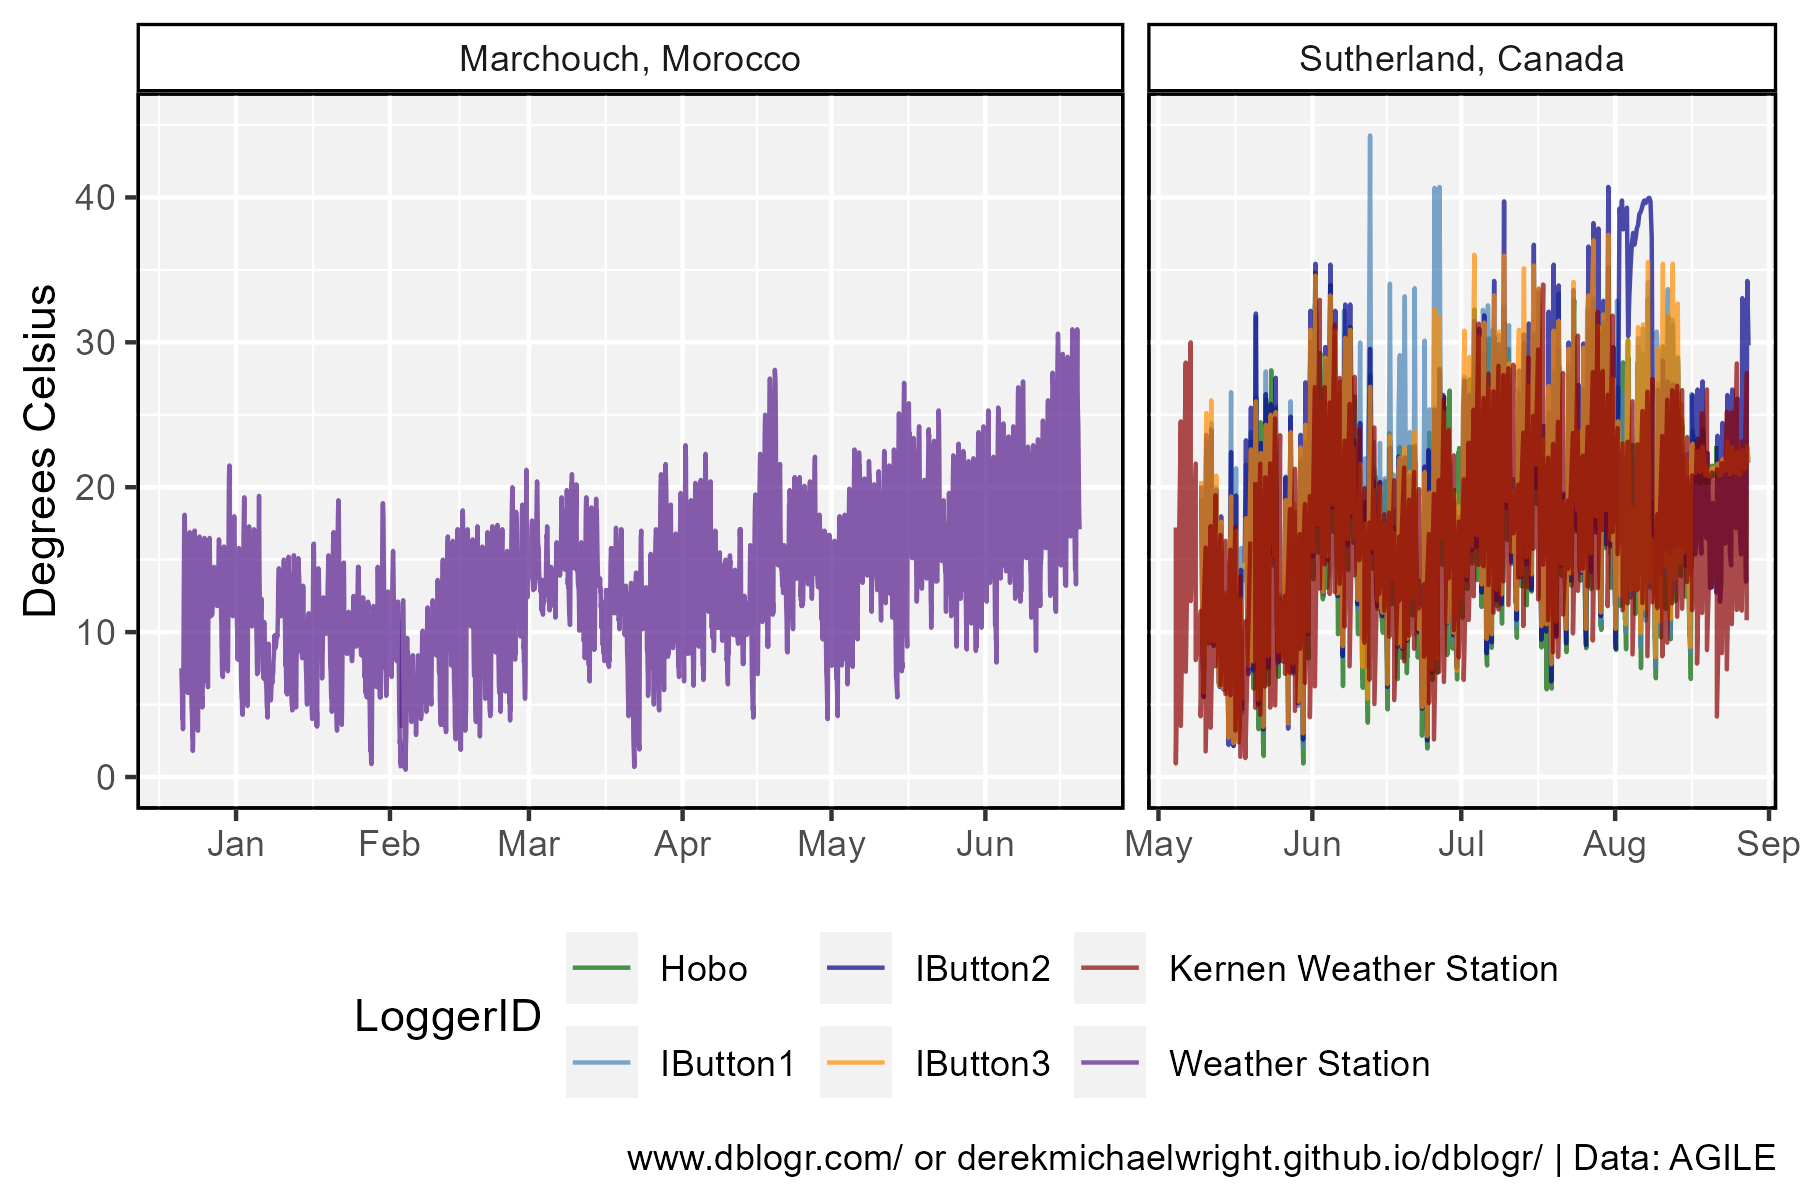 Marchouch, Morocco
Sutherland, Canada
Degrees Celsius
40
30
20
10
0
Jan Feb Mar Apr May Jun
May Jun Jul Aug Sep
LoggerID
Hobo IButton2 Kernen Weather Station
IButton1 IButton3 Weather Station
www.dblogr.com/ or derekmichaelwright.github.io/dblogr/ | Data: AGILE